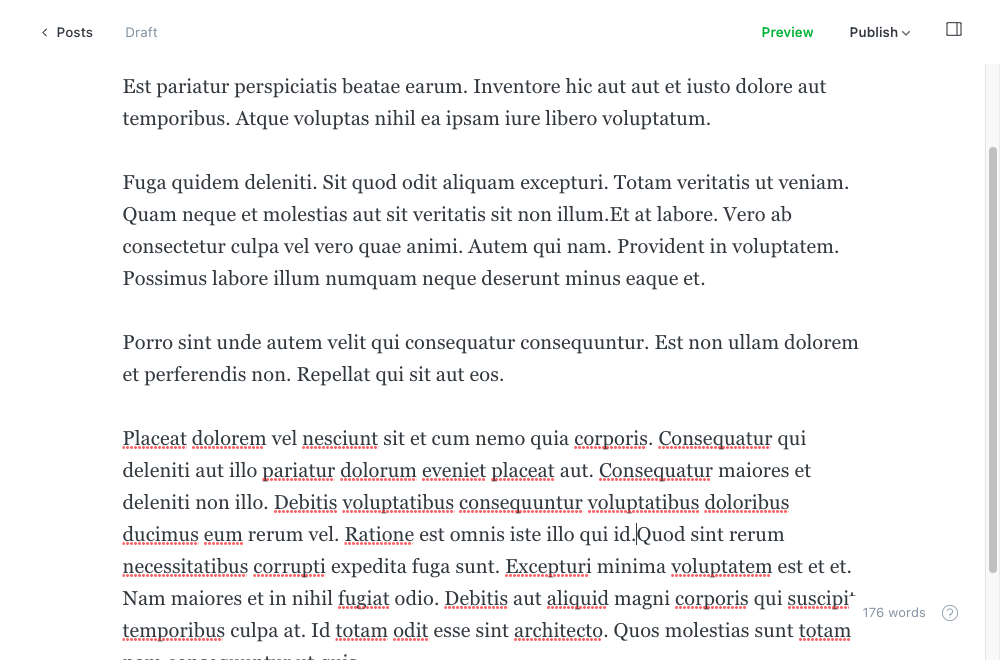 Posts
Draft
Preview
Publish
Est pariatur perspiciatis beatae earum. Inventore hic aut aut et iusto dolore aut
temporibus. Atque voluptas nihil ea ipsam iure libero voluptatum.
Fuga quidem deleniti. Sit quod odit aliquam excepturi. Totam veritatis ut veniam.
Quam neque et molestias aut sit veritatis sit non illum.Et at labore. Vero ab
consectetur culpa vel vero quae animi. Autem qui nam. Provident in voluptatem.
Possimus labore illum numquam neque deserunt minus eaque et.
Porro sint unde autem velit qui consequatur consequuntur. Est non ullam dolorem
et perferendis non. Repellat qui sit aut eos.
Placeat dolorem vel nesciunt sit et cum nemo quia corporis. Consequatur qui
deleniti aut illo pariatur dolorum eveniet placeat aut. Consequatur maiores et
deleniti non illo. Debitis voluptatibus consequuntur voluptatibus doloribus
ducimus eum rerum vel. Ratione est omnis iste illo qui id.Quod sint rerum
necessitatibus corrupti expedita fuga sunt. Excepturi minima voluptatem est et et.
Nam maiores et in nihil fugiat odio. Debitis aut aliquid magni corporis qui suscipit
176 words
temporibus culpa at. Id totam odit esse sint architecto. Quos molestias sunt totam